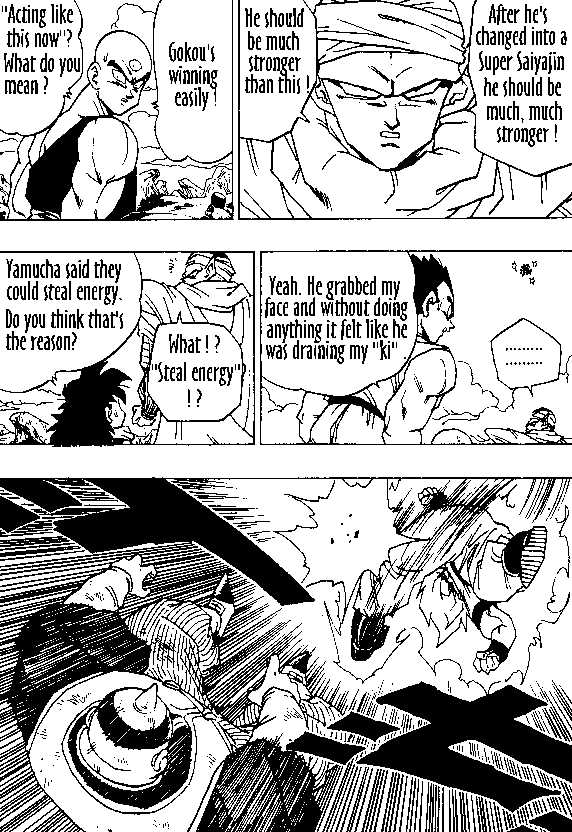 "Acting like
this now"?
What do you
mean ?
Gokou's
winning
easily !
He should
be much
stronger
than this !
After he's
changed into a
Super Saiyajin
he should be
much, much
stronger !
Yamucha said they
could steal energy.
Do you think that's
the reason?
What ! ?
"Steal energy"?
! ?
Yeah. He grabbed my
face and without doing
anything it felt like he
was draining my "ki"
.........
.........